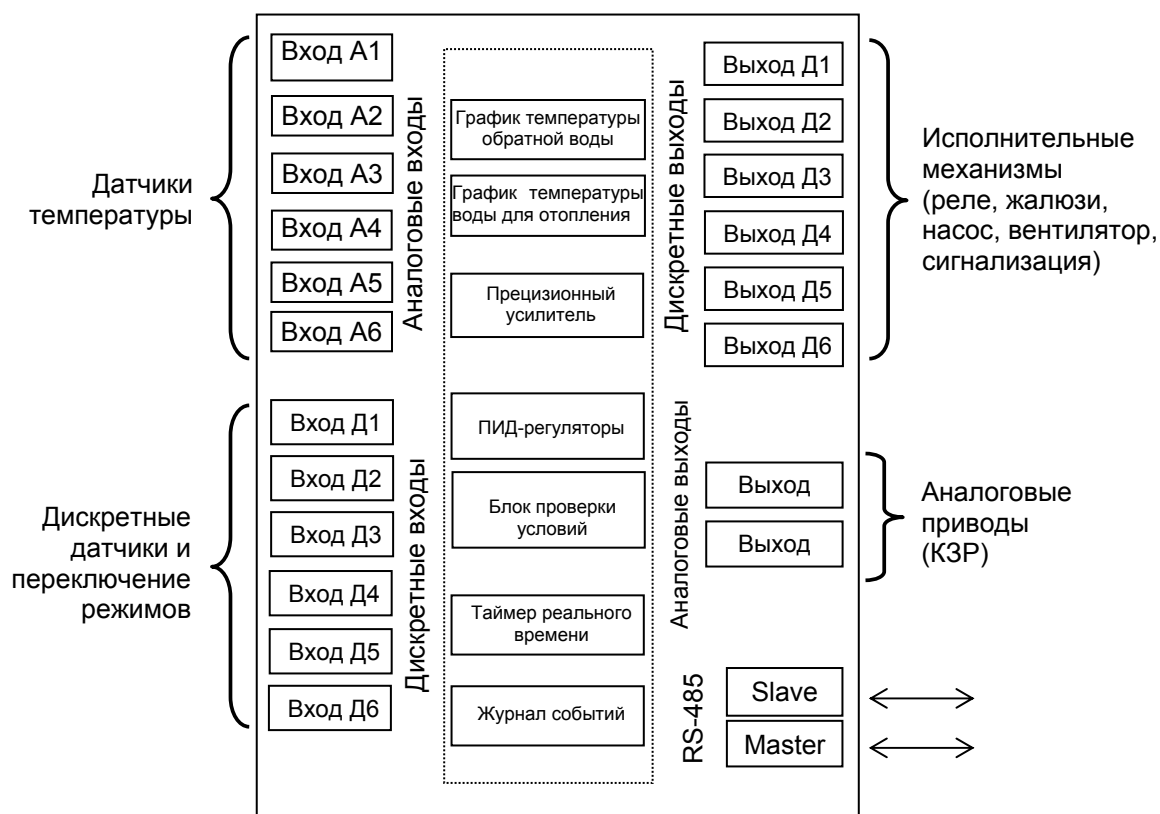 Датчики
температуры
Вход А1
Вход А2
Вход А3
Вход А4
Вход А5
Вход А6
Аналоговые входы
Дискретные
датчики и
переключение
режимов
Вход Д1
Вход Д2
Вход Д3
Вход Д4
Вход Д5
Вход Д6
Дискретные входы
График температуры
обратной воды
График температуры
воды для отопления
Прецизионный
усилитель
ПИД-регуляторы
Блок проверки
условий
Таймер реального
времени
Журнал событий
Дискретные выходы
Выход Д1
Выход Д2
Выход Д3
Выход Д4
Выход Д5
Выход Д6
Исполнительные
механизмы
(реле, жалюзи,
насос, вентилятор,
сигнализация)
Аналоговые выходы
Выход
Выход
Аналоговые
приводы
(КЗР)
RS-485
Slave
Master